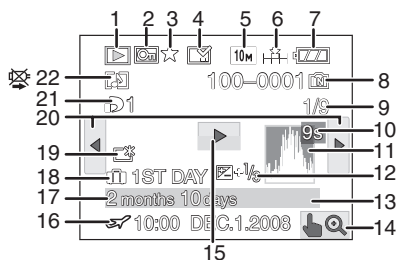 1 2 3 4 5 6 7
10M
22 100–0001 8
21 1 1/9 9
20 9s 10
11
19
18 1ST DAY +1/3 12
17 2 months 10 days 13
16 10:00 DEC.1.2008 14
15